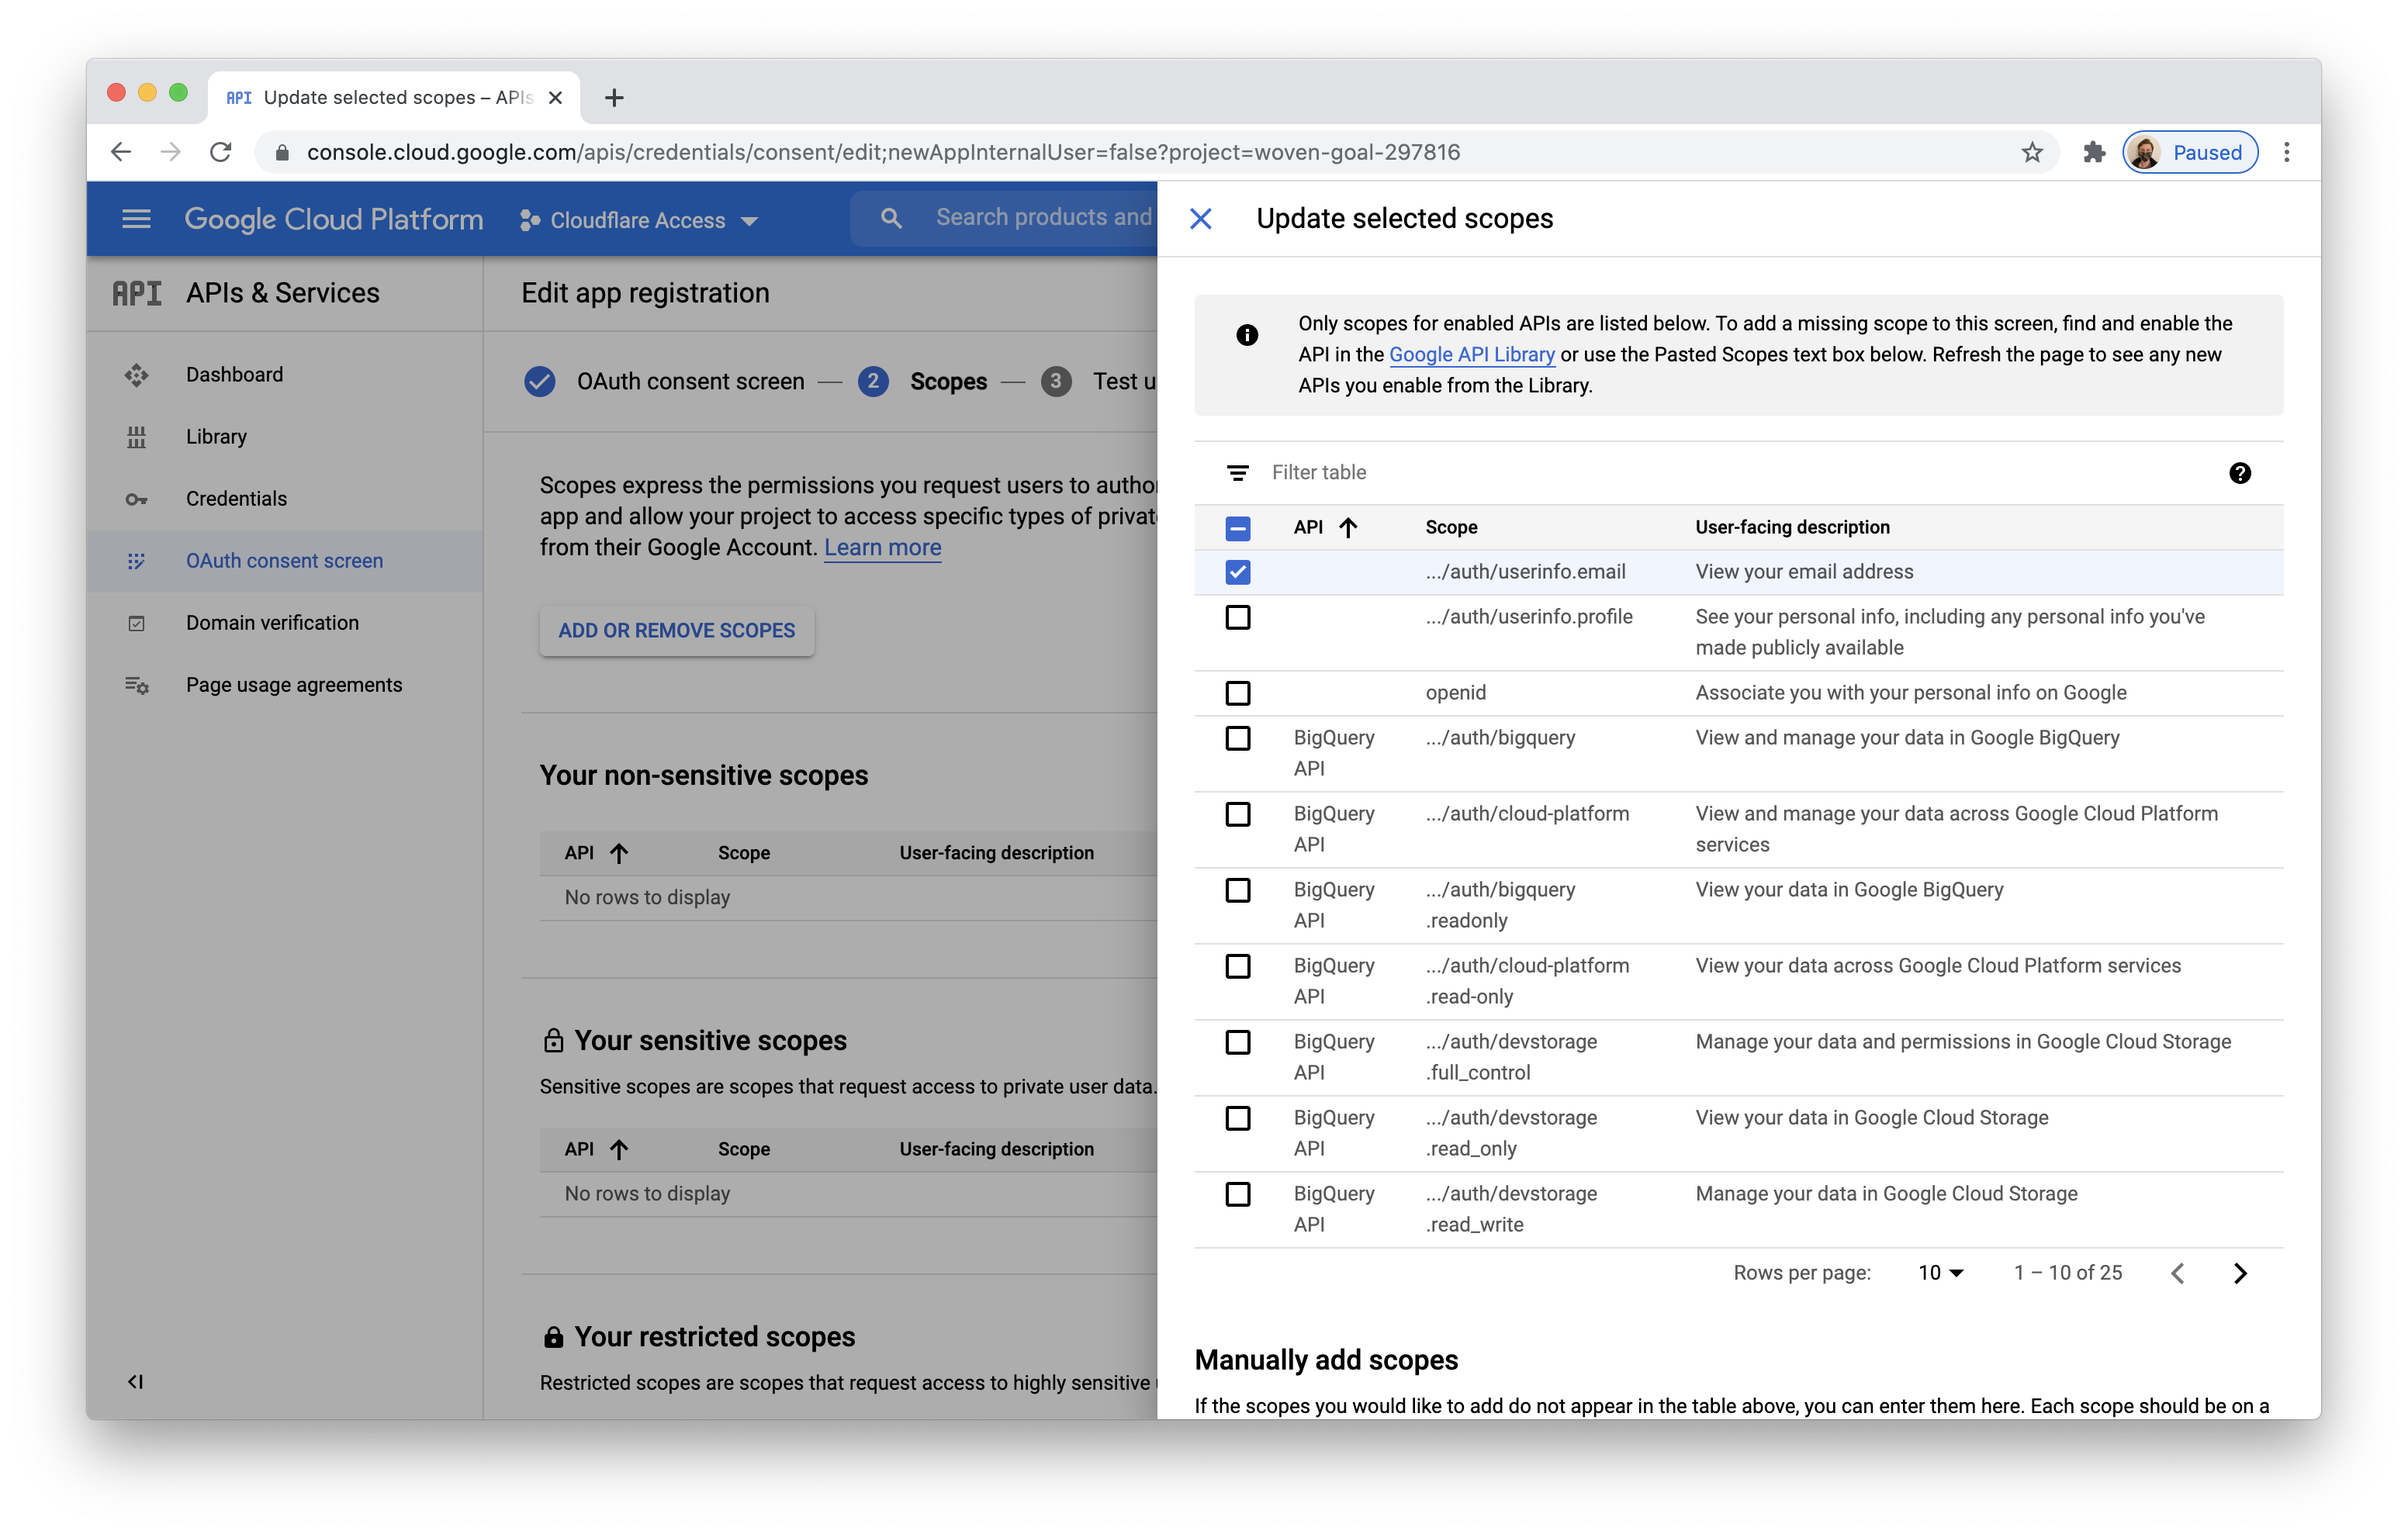 API Update selected scopes – APIs
console.cloud.google.com/apis/credentials/consent/edit;newAppInternalUser=false?project=woven-goal-297816
Paused
Google Cloud Platform
Cloudflare Access
Search products and
API APIs & Services
Dashboard
Library
Credentials
OAuth consent screen
Domain verification
Page usage agreements
Edit app registration
OAuth consent screen — 2 Scopes — 3 Test u
Scopes express the permissions you request users to autho
app and allow your project to access specific types of privat
from their Google Account. Learn more
ADD OR REMOVE SCOPES
Your non-sensitive scopes
API Scope User-facing description
No rows to display
Your sensitive scopes
Sensitive scopes are scopes that request access to private user data.
API Scope User-facing description
No rows to display
Your restricted scopes
Restricted scopes are scopes that request access to highly sensitive
Update selected scopes
Only scopes for enabled APIs are listed below. To add a missing scope to this screen, find and enable the
API in the Google API Library or use the Pasted Scopes text box below. Refresh the page to see any new
APIs you enable from the Library.
Filter table
API Scope User-facing description
.../auth/userinfo.email View your email address
.../auth/userinfo.profile See your personal info, including any personal info you've
made publicly available
openid Associate you with your personal info on Google
BigQuery .../auth/bigquery View and manage your data in Google BigQuery
API
BigQuery .../auth/cloud-platform View and manage your data across Google Cloud Platform
API services
BigQuery .../auth/bigquery View your data in Google BigQuery
API .readonly
BigQuery .../auth/cloud-platform View your data across Google Cloud Platform services
API .read-only
BigQuery .../auth/devstorage Manage your data and permissions in Google Cloud Storage
API .full_control
BigQuery .../auth/devstorage View your data in Google Cloud Storage
API .read_only
BigQuery .../auth/devstorage Manage your data in Google Cloud Storage
API .read_write
Rows per page: 10 1 – 10 of 25
Manually add scopes
If the scopes you would like to add do not appear in the table above, you can enter them here. Each scope should be on a